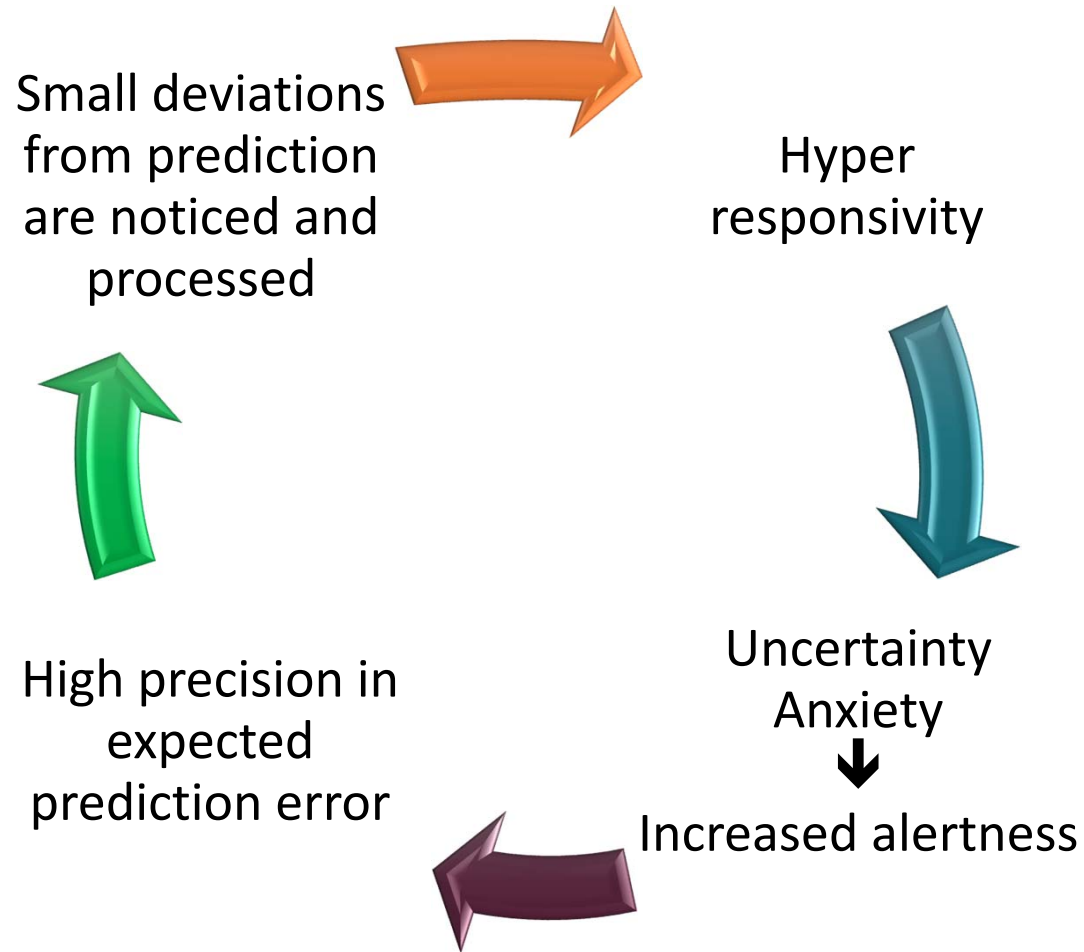 Small deviations
from prediction
are noticed and
processed
Hyper
responsivity
Uncertainty
Anxiety
Increased alertness
High precision in
expected
prediction error